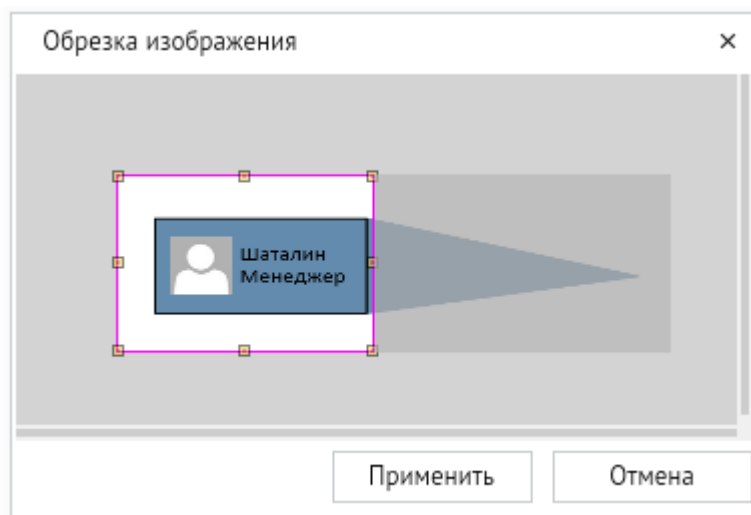 Обрезка изображения
Шаталин
Менеджер
Применить
Отмена